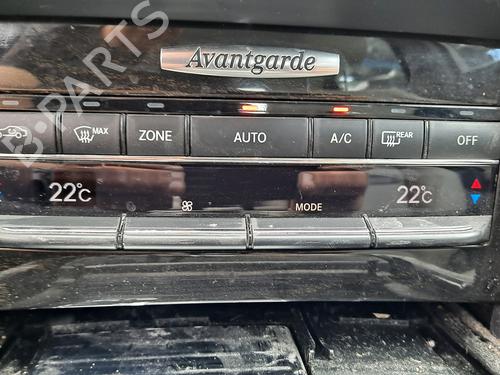 Avantgarde
MAX ZONE AUTO A/C REAR OFF
22°C MODE 22°C
B-PARTS